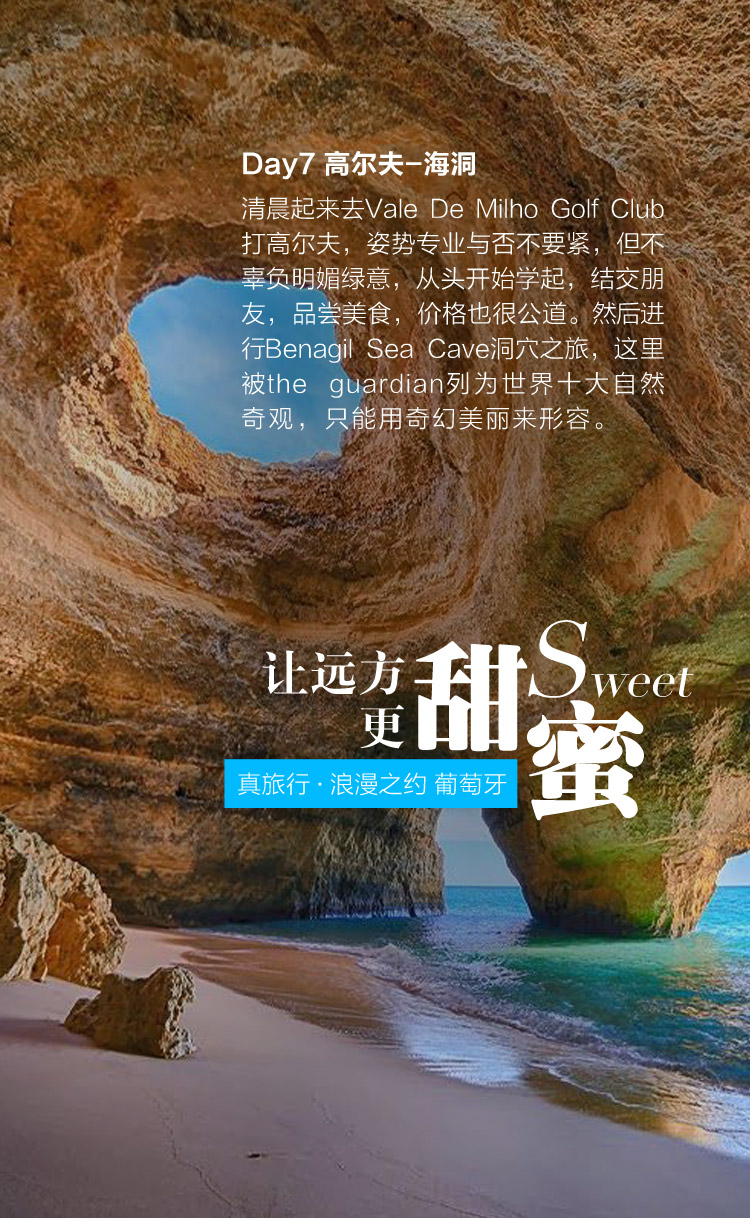 Day7 高尔夫-海洞
清晨起来去Vale De Milho Golf Club
打高尔夫，姿势专业与否不要紧，但不
辜负明媚绿意，从头开始学起，结交朋
友，品尝美食，价格也很公道。然后进
行Benagil Sea Cave洞穴之旅，这里
被the guardian列为世界十大自然
奇观，只能用奇幻美丽来形容。
让远方
更
甜蜜
Sweet
真旅行·浪漫之约 葡萄牙